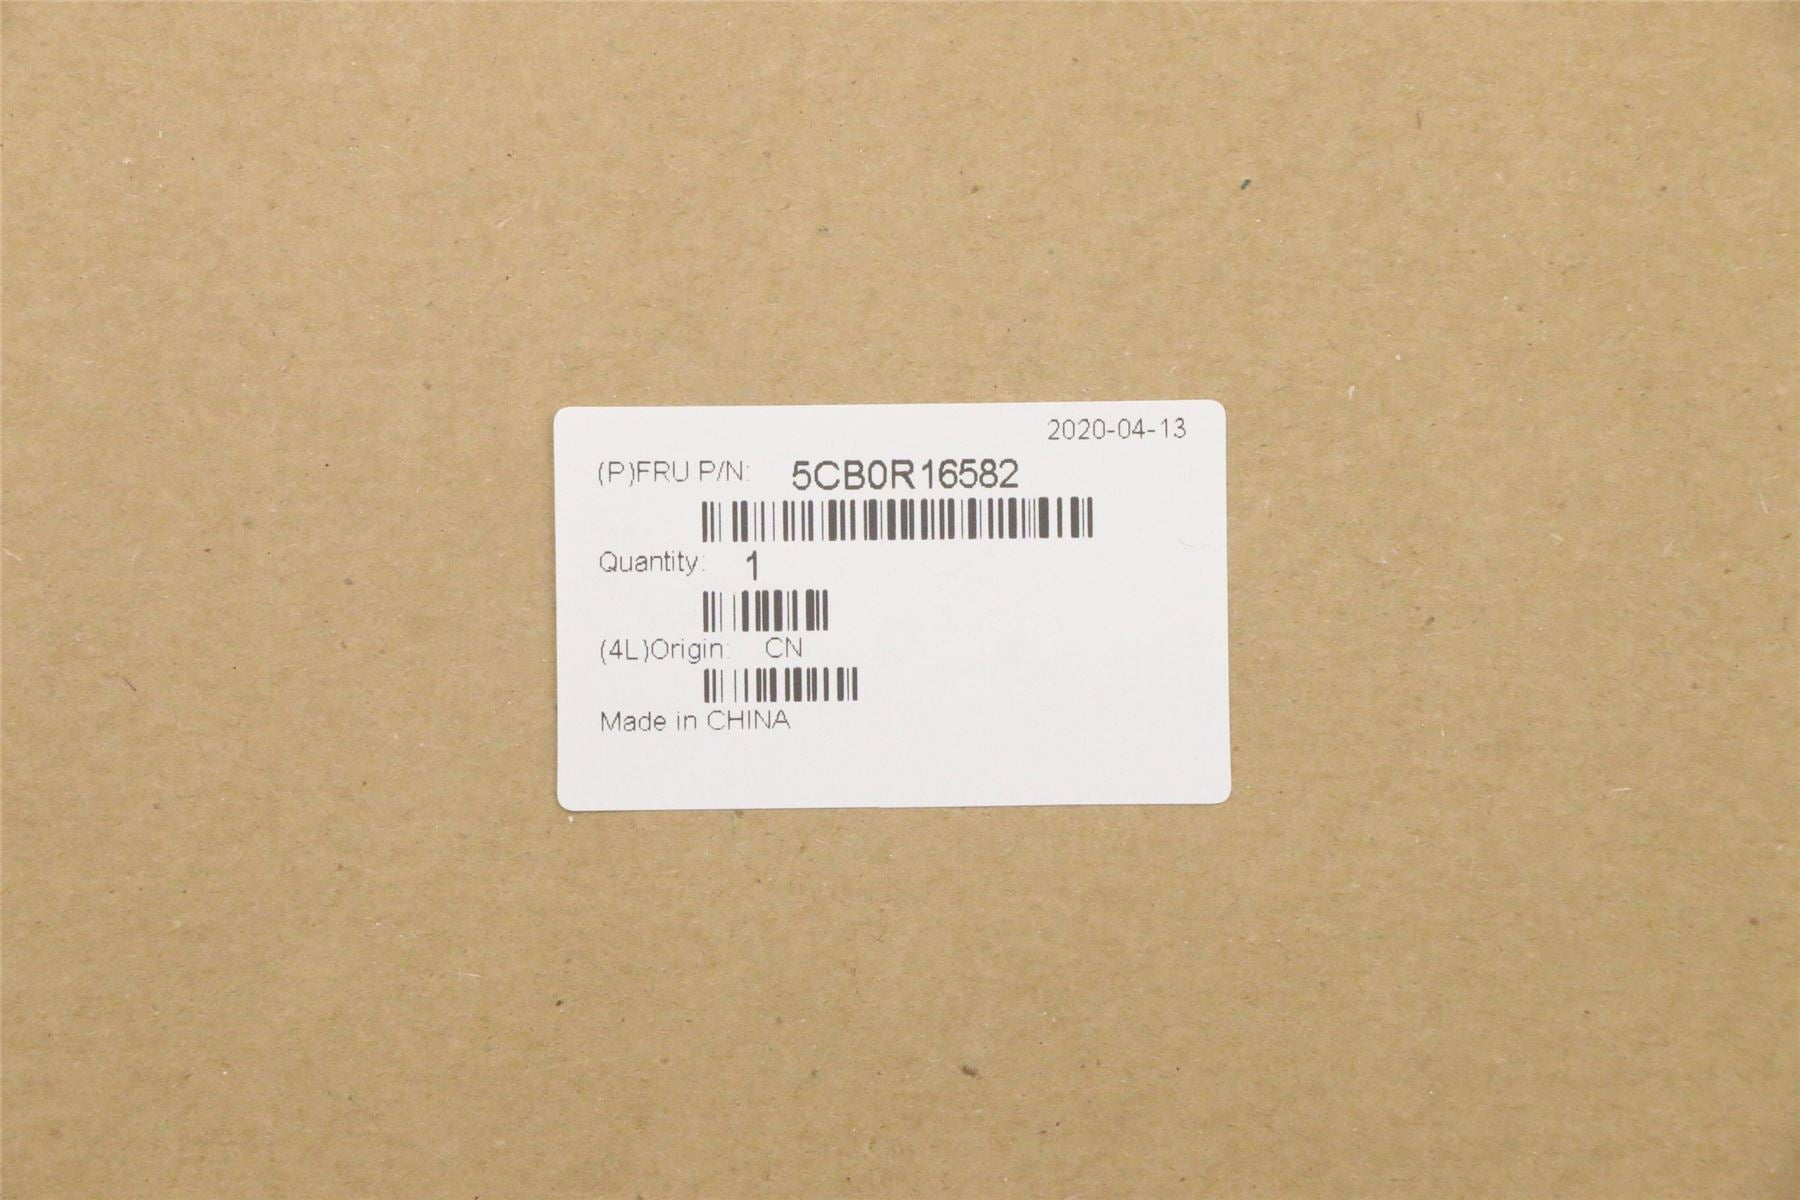 2020-04-13
(P)FRU P/N: 5CB0R16582
Quantity: 1
(4L)Origin: CN
Made in CHINA